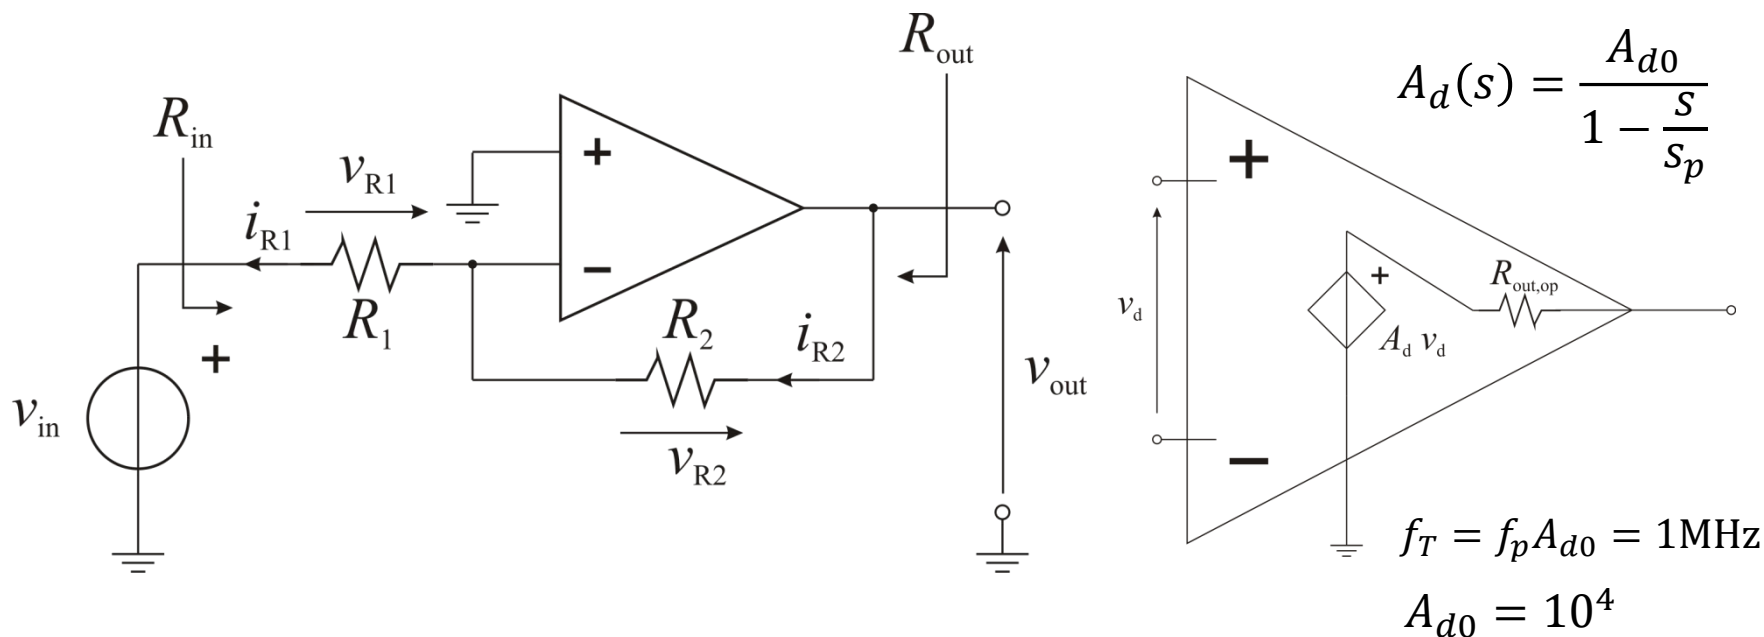 R_in
v_R1
i_R1
R_1
+
v_in
+
−
R_2
i_R2
v_R2
R_out
v_out
A_d(s) = A_d0 / (1 − s/s_p)
+
v_d
+
A_d v_d
R_out,op
−
f_T = f_p A_d0 = 1MHz
A_d0 = 10^4